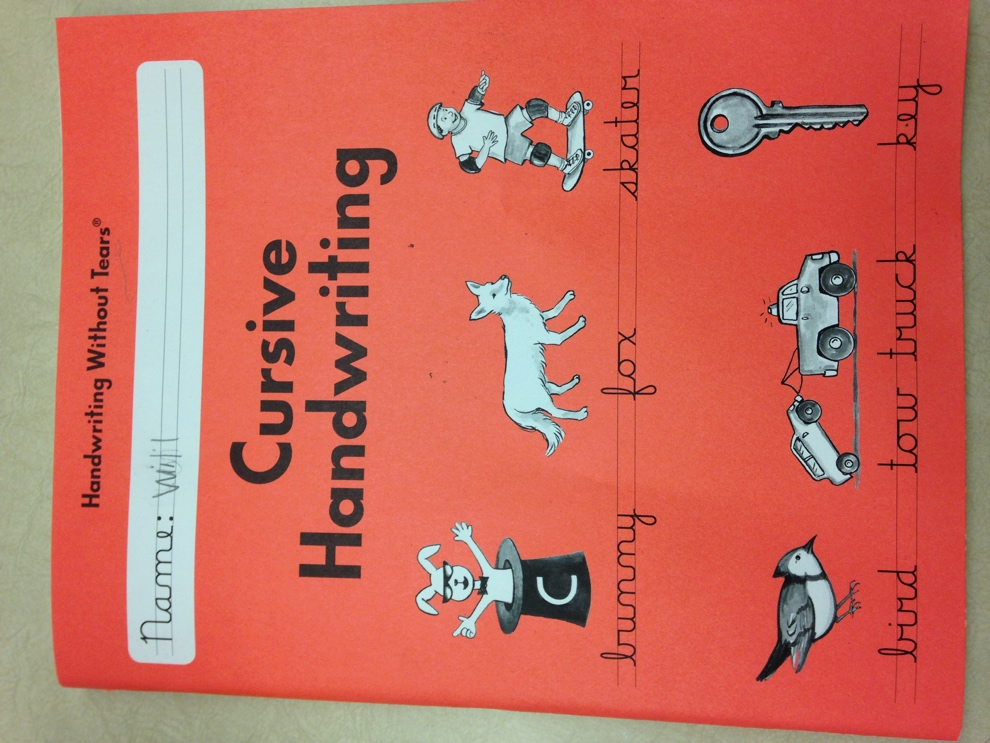 Handwriting Without Tears®
Name: Will
Cursive
Handwriting
C
bunny fox skater
bird tow truck key